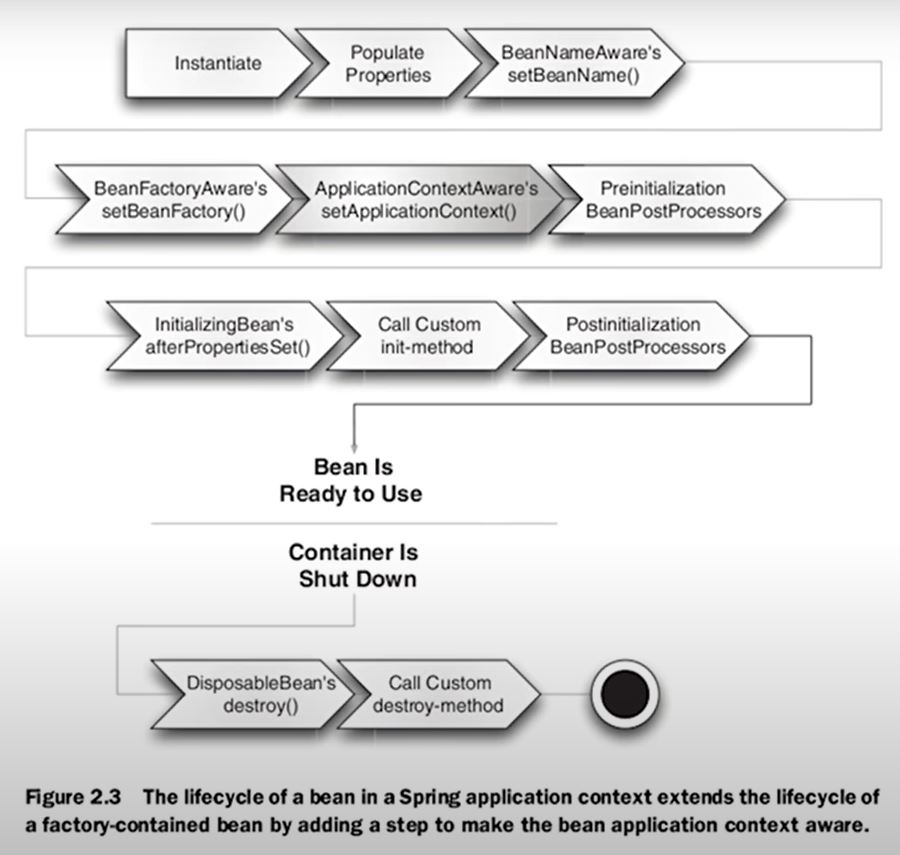 Instantiate
Populate
Properties
BeanNameAware's
setBeanName()
BeanFactoryAware's
setBeanFactory()
ApplicationContextAware's
setApplicationContext()
Preinitialization
BeanPostProcessors
InitializingBean's
afterPropertiesSet()
Call Custom
init-method
Postinitialization
BeanPostProcessors
Bean Is
Ready to Use
Container Is
Shut Down
DisposableBean's
destroy()
Call Custom
destroy-method
Figure 2.3 The lifecycle of a bean in a Spring application context extends the lifecycle of
a factory-contained bean by adding a step to make the bean application context aware.